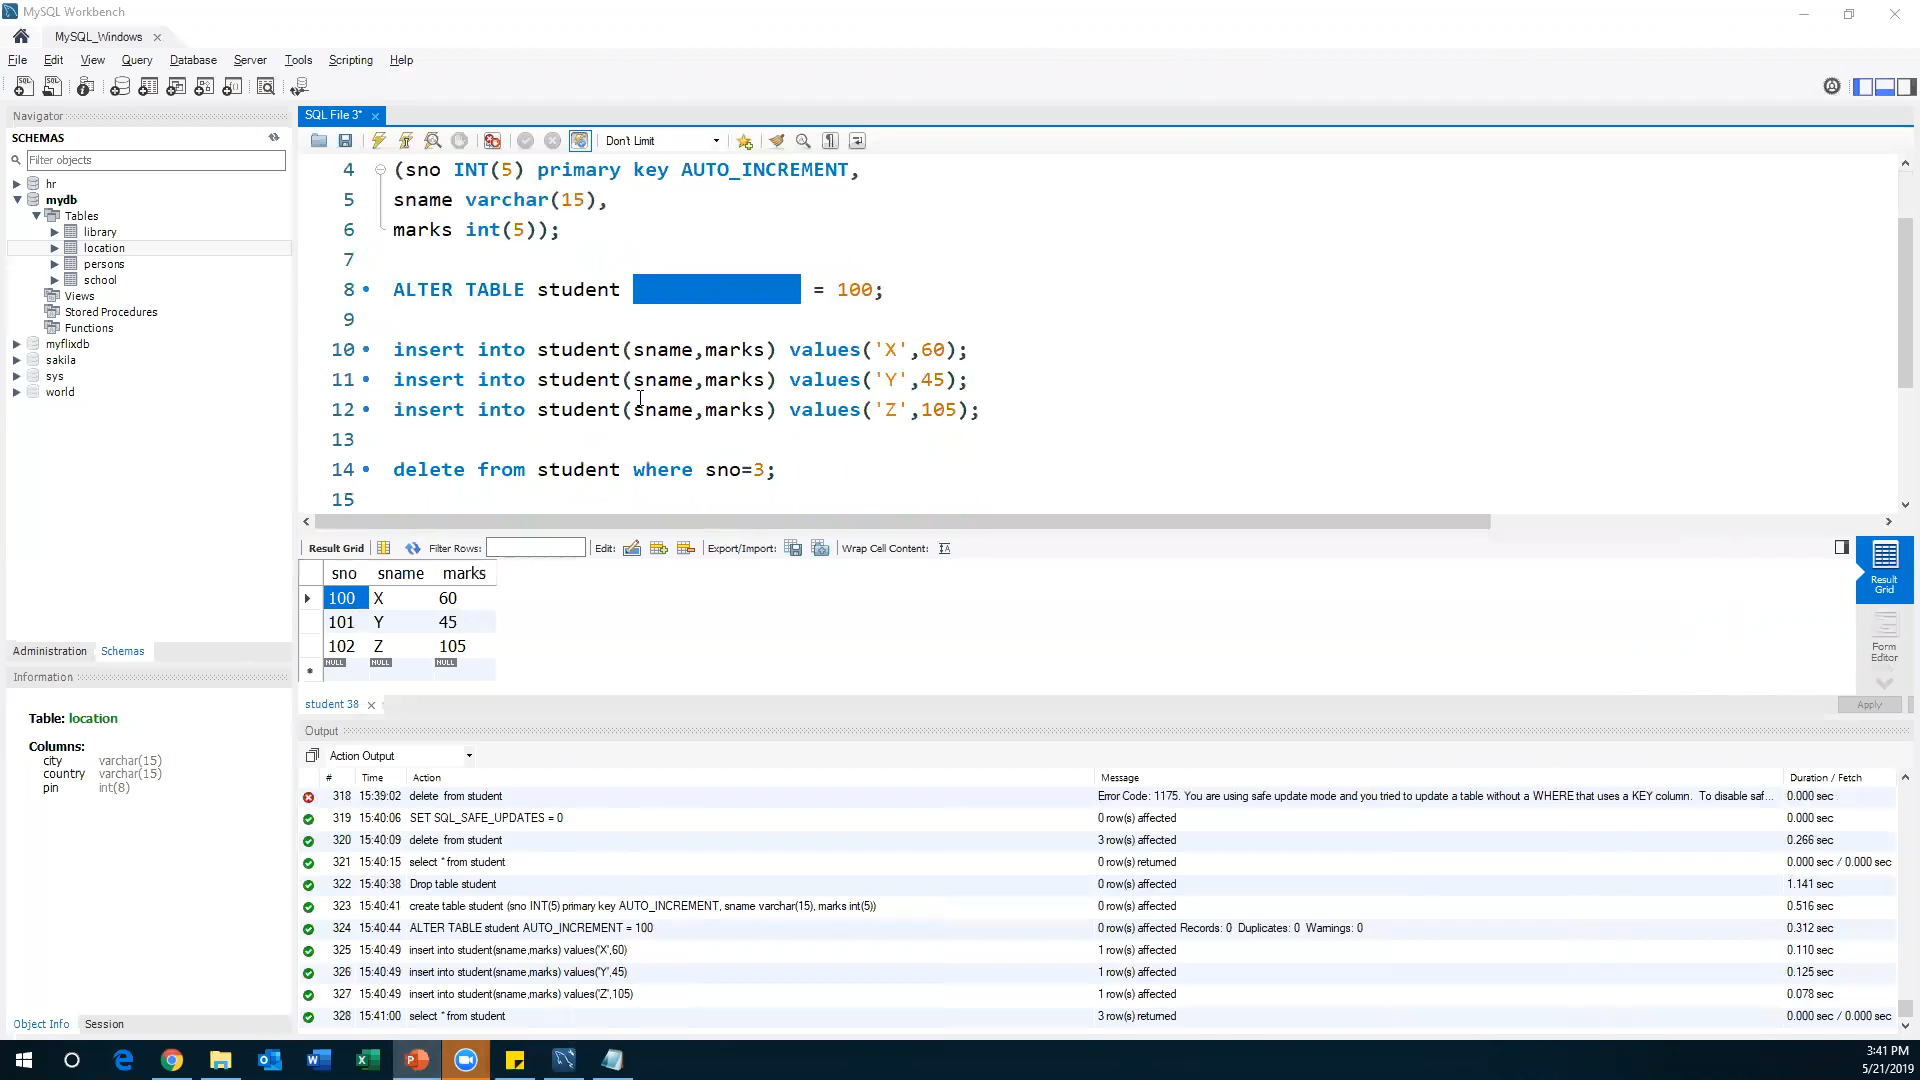 MySQL Workbench
MySQL_Windows
File Edit View Query Database Server Tools Scripting Help
Navigator
SCHEMAS
Filter objects
hr
mydb
Tables
library
location
persons
school
Views
Stored Procedures
Functions
myflixdb
sakila
sys
world
Administration Schemas
Information
Table: location
Columns:
city varchar(15)
country varchar(15)
pin int(8)
Object Info Session
SQL File 3*
Don't Limit
4 (sno INT(5) primary key AUTO_INCREMENT,
5 sname varchar(15),
6 marks int(5));
7
8 ALTER TABLE student = 100;
9
10 insert into student(sname,marks) values('X',60);
11 insert into student(sname,marks) values('Y',45);
12 insert into student(sname,marks) values('Z',105);
13
14 delete from student where sno=3;
15
Result Grid Filter Rows: Edit: Export/Import: Wrap Cell Content:
sno sname marks
100 X 60
101 Y 45
102 Z 105
NULL NULL NULL
Result Grid
Form Editor
student 38
Apply
Output
Action Output
# Time Action Message Duration / Fetch
318 15:39:02 delete from student Error Code: 1175. You are using safe update mode and you tried to update a table without a WHERE that uses a KEY column. To disable saf... 0.000 sec
319 15:40:06 SET SQL_SAFE_UPDATES = 0 0 row(s) affected 0.000 sec
320 15:40:09 delete from student 3 row(s) affected 0.266 sec
321 15:40:15 select * from student 0 row(s) returned 0.000 sec / 0.000 sec
322 15:40:38 Drop table student 0 row(s) affected 1.141 sec
323 15:40:41 create table student (sno INT(5) primary key AUTO_INCREMENT, sname varchar(15), marks int(5)) 0 row(s) affected 0.516 sec
324 15:40:44 ALTER TABLE student AUTO_INCREMENT = 100 0 row(s) affected Records: 0 Duplicates: 0 Warnings: 0 0.312 sec
325 15:40:49 insert into student(sname,marks) values('X',60) 1 row(s) affected 0.110 sec
326 15:40:49 insert into student(sname,marks) values('Y',45) 1 row(s) affected 0.125 sec
327 15:40:49 insert into student(sname,marks) values('Z',105) 1 row(s) affected 0.078 sec
328 15:41:00 select * from student 3 row(s) returned 0.000 sec / 0.000 sec
3:41 PM
5/21/2019